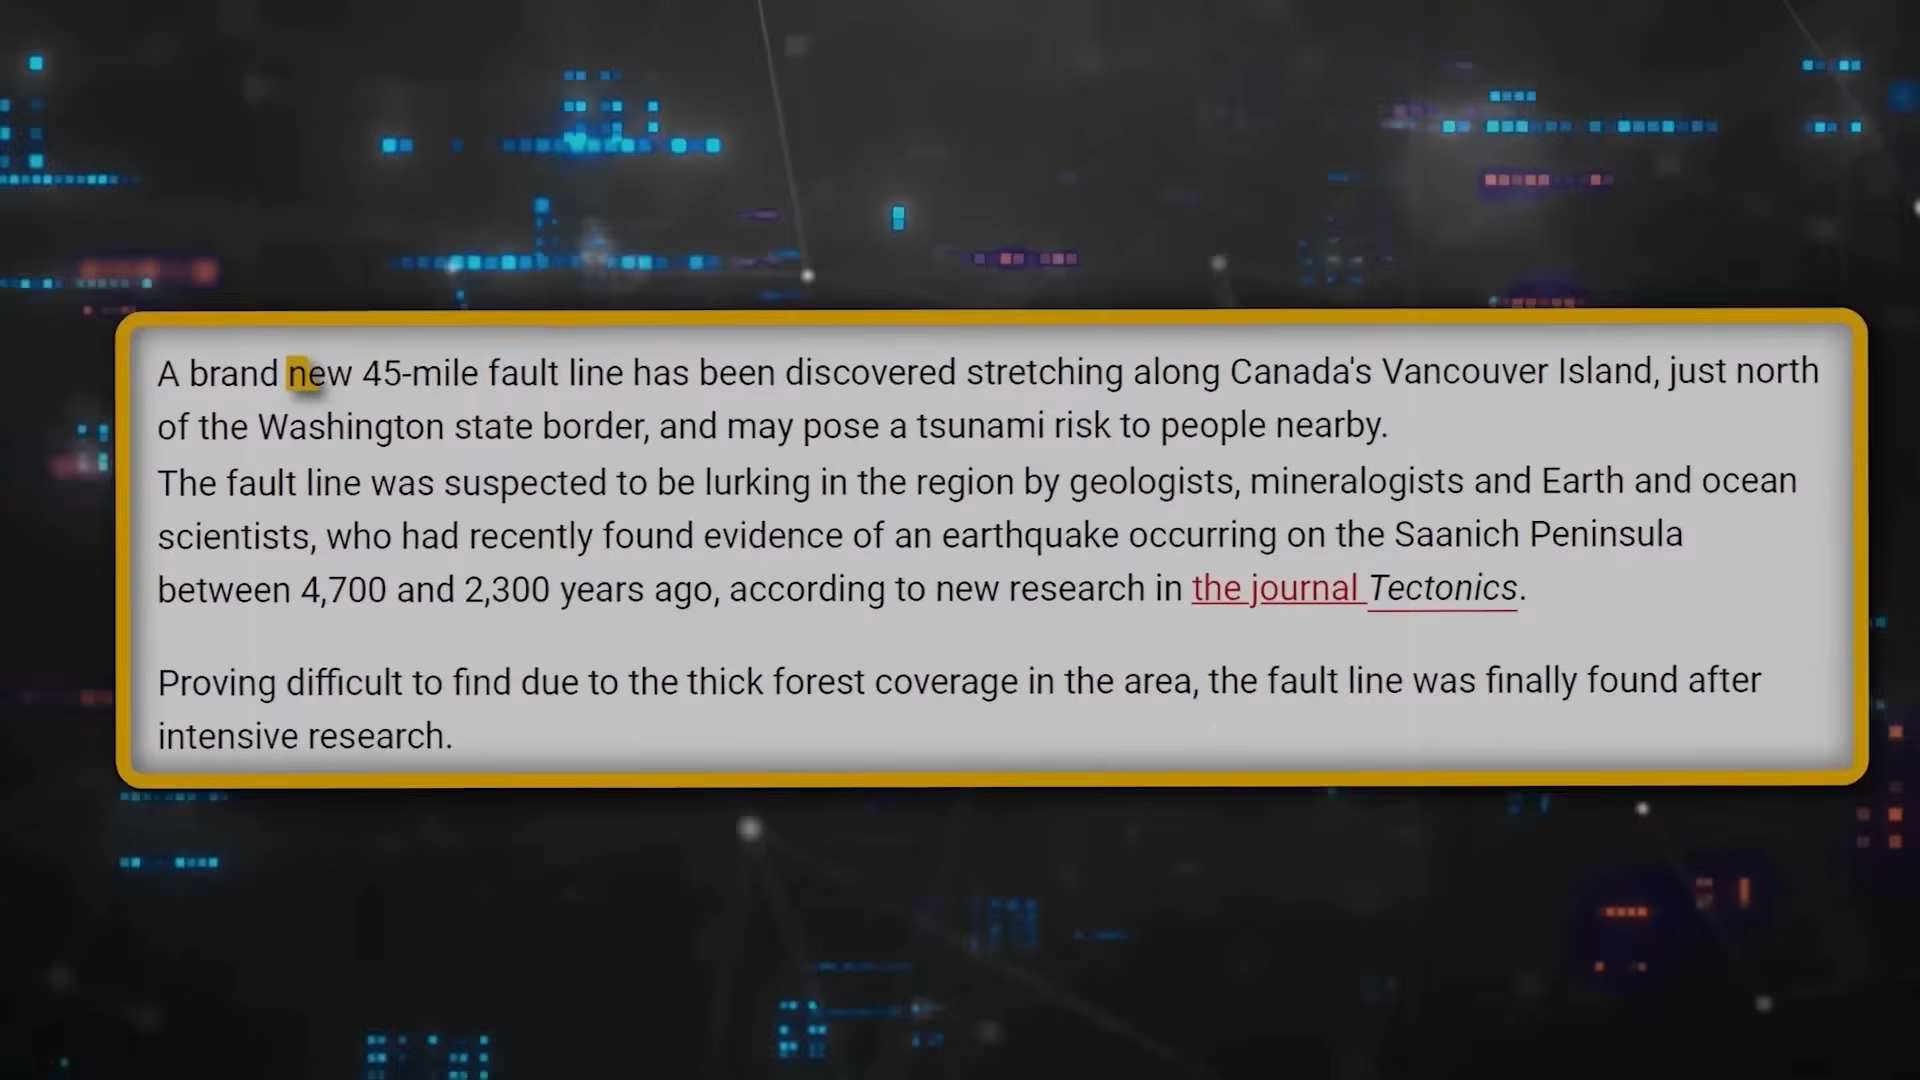 A brand new 45-mile fault line has been discovered stretching along Canada's Vancouver Island, just north
of the Washington state border, and may pose a tsunami risk to people nearby.
The fault line was suspected to be lurking in the region by geologists, mineralogists and Earth and ocean
scientists, who had recently found evidence of an earthquake occurring on the Saanich Peninsula
between 4,700 and 2,300 years ago, according to new research in the journal Tectonics.
Proving difficult to find due to the thick forest coverage in the area, the fault line was finally found after
intensive research.